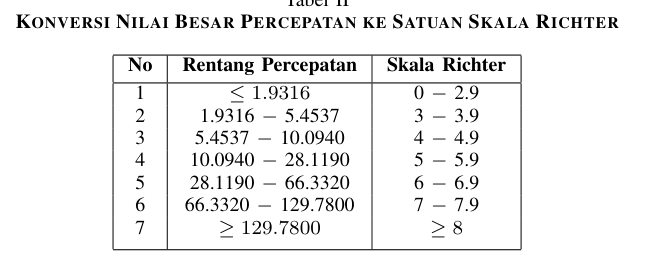 Tabel II
KONVERSI NILAI BESAR PERCEPATAN KE SATUAN SKALA RICHTER
No Rentang Percepatan Skala Richter
1 ≤ 1.9316 0 − 2.9
2 1.9316 − 5.4537 3 − 3.9
3 5.4537 − 10.0940 4 − 4.9
4 10.0940 − 28.1190 5 − 5.9
5 28.1190 − 66.3320 6 − 6.9
6 66.3320 − 129.7800 7 − 7.9
7 ≥ 129.7800 ≥ 8